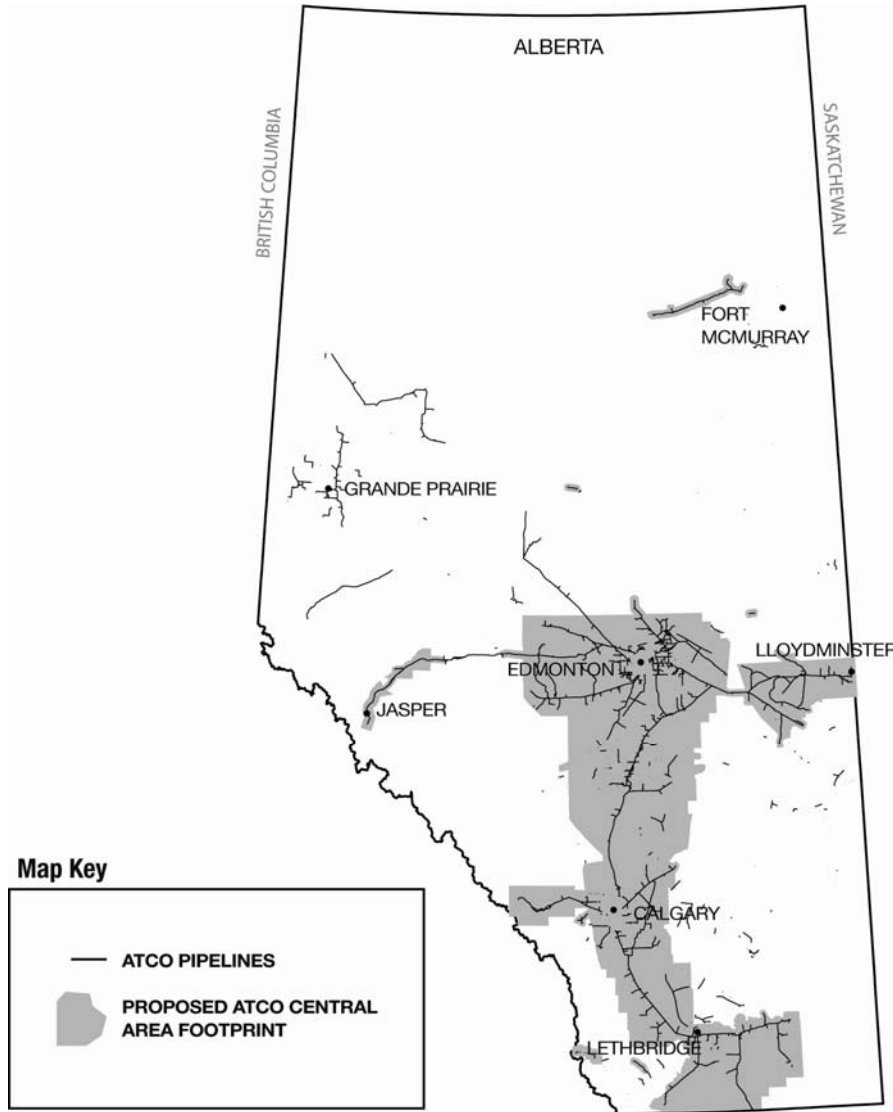 ALBERTA
BRITISH COLUMBIA
SASKATCHEWAN
FORT
MCMURRAY
GRANDE PRAIRIE
LLOYDMINSTER
EDMONTON
JASPER
Map Key
CALGARY
ATCO PIPELINES
PROPOSED ATCO CENTRAL
AREA FOOTPRINT
LETHBRIDGE